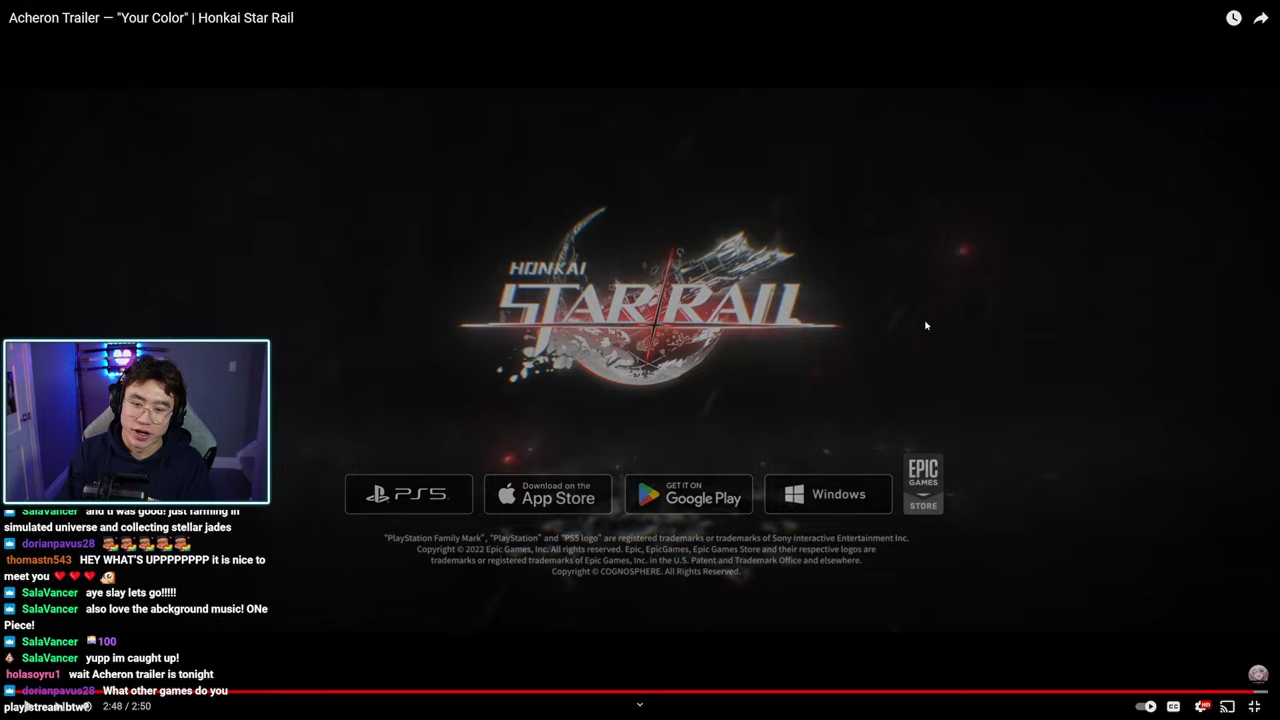 Acheron Trailer — "Your Color" | Honkai Star Rail
HONKAI
STAR RAIL
PS5
Download on the
App Store
GET IT ON
Google Play
Windows
EPIC
GAMES
STORE
"PlayStation Family Mark", "PlayStation" and "PS5 logo" are registered trademarks or trademarks of Sony Interactive Entertainment Inc.
Copyright © 2022 Epic Games, Inc. All rights reserved. Epic, EpicGames, Epic Games Store and their respective logos are
trademarks or registered trademarks of Epic Games, Inc. in the U.S. Patent and Trademark Office and elsewhere.
Copyright © COGNOSPHERE. All Rights Reserved.
SalaVancer and ti was good! just farming in
simulated universe and collecting stellar jades
dorianpavus28
thomastn543 HEY WHAT'S UPPPPPPPP it is nice to
meet you
SalaVancer aye slay lets go!!!!!
SalaVancer also love the abckground music! ONe
Piece!
SalaVancer 100
SalaVancer yupp im caught up!
holasoyru1 wait Acheron trailer is tonight
dorianpavus28 What other games do you
play/stream btw?
2:48 / 2:50
CC
HD